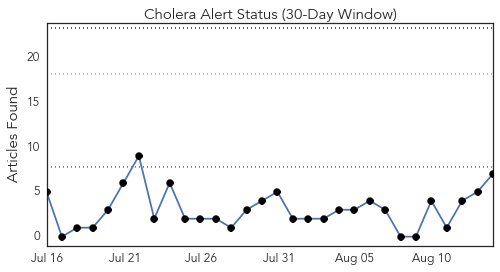 Cholera Alert Status (30-Day Window)
Articles Found
20
15
10
5
0
Jul 16 Jul 21 Jul 26 Jul 31 Aug 05 Aug 10